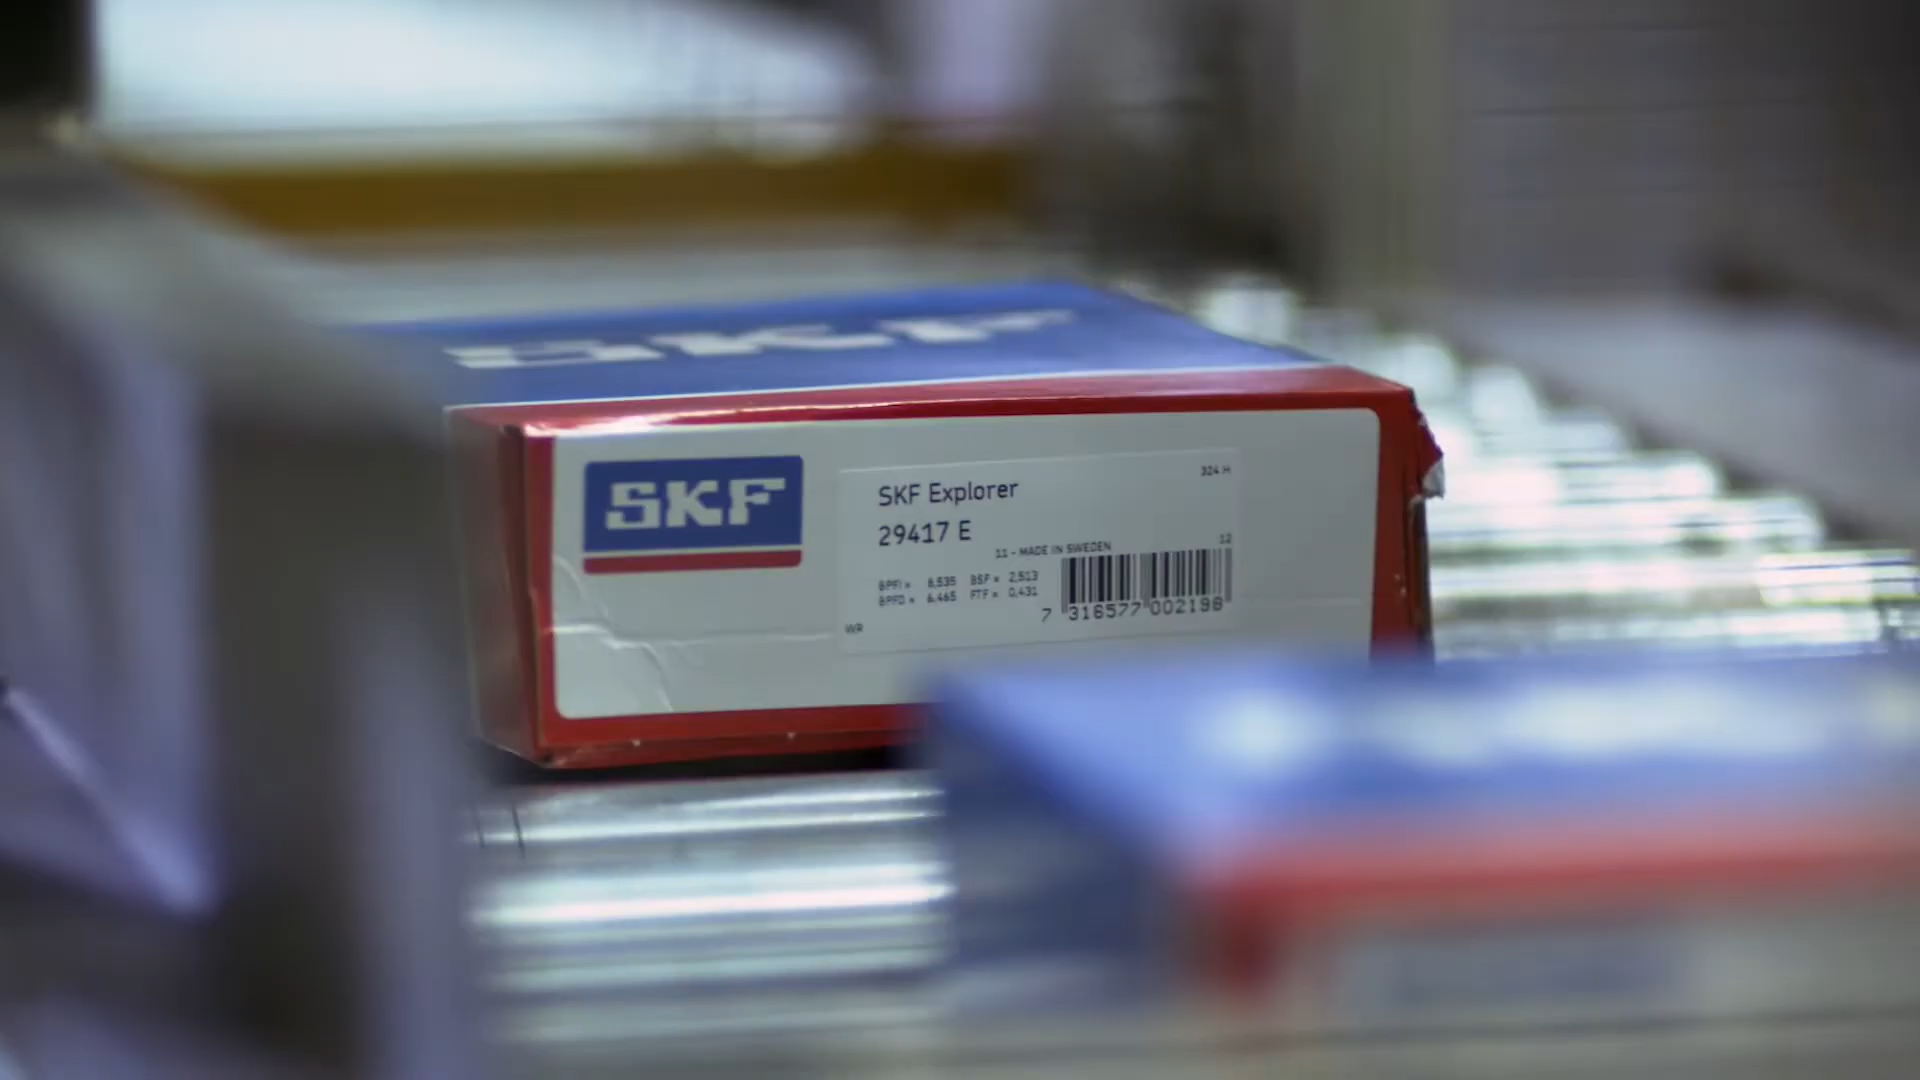 SKF
SKF
324 H
SKF Explorer
29417 E
11 - MADE IN SWEDEN
12
BPFI = 8,535 BSF = 2,513
BPFO = 6,465 FTF = 0,431
7 316577 002198
WR